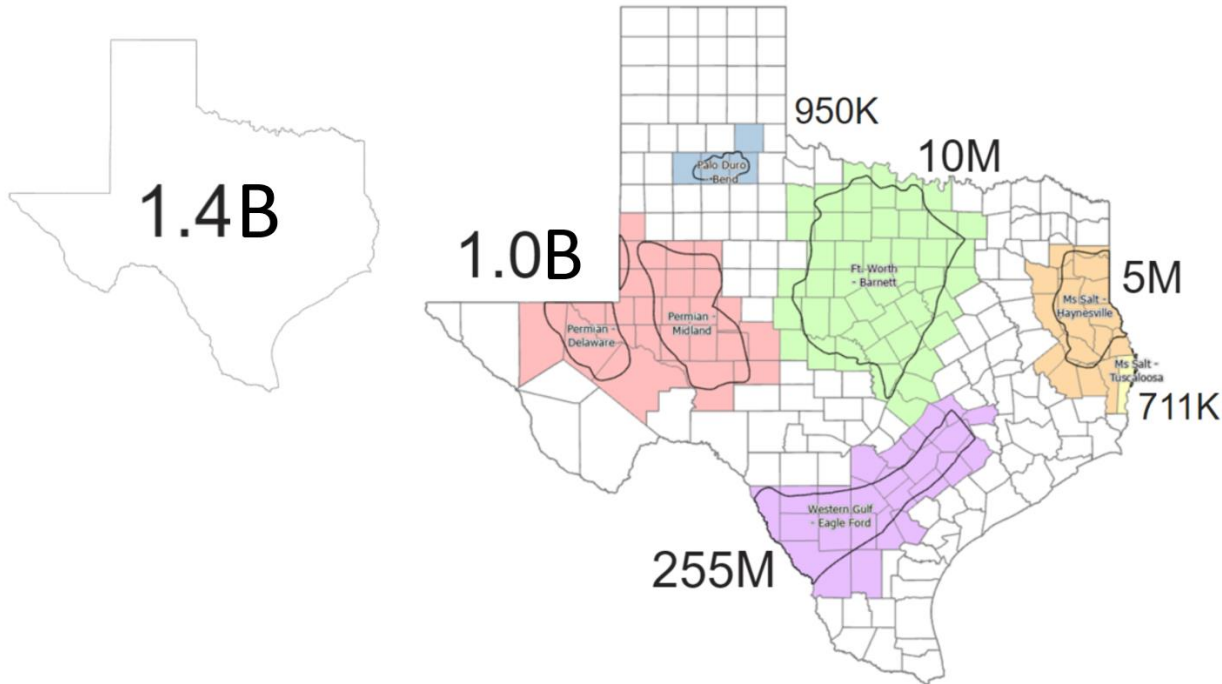 1.4B
950K
Palo Duro
-Bend
10M
1.0B
Ft. Worth
- Barnett
5M
Ms Salt -
Haynesville
Permian -
Delaware
Permian -
Midland
Ms Salt -
Tuscaloosa
711K
Western Gulf
- Eagle Ford
255M